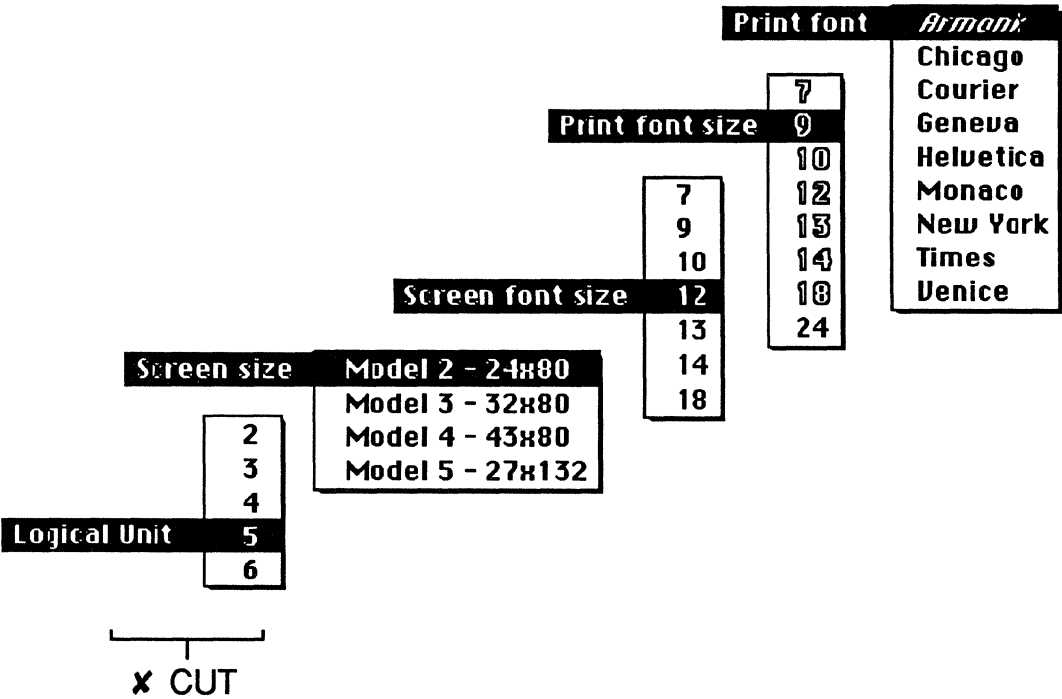 Print font Armonk
Chicago
Courier
Geneva
Helvetica
Monaco
New York
Times
Venice
7
Print font size 9
10
12
13
14
18
24
7
9
10
Screen font size 12
13
14
18
Screen size Model 2 - 24x80
Model 3 - 32x80
Model 4 - 43x80
Model 5 - 27x132
2
3
4
Logical Unit 5
6
✘ CUT